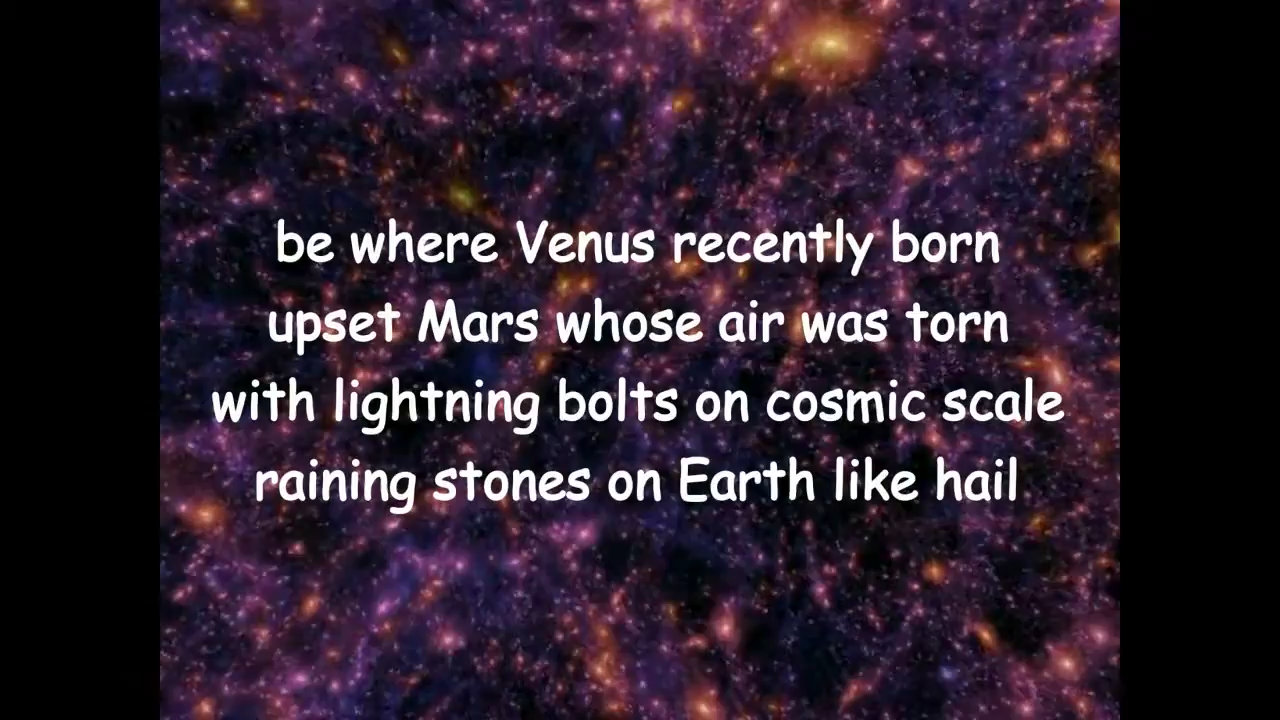 be where Venus recently born
upset Mars whose air was torn
with lightning bolts on cosmic scale
raining stones on Earth like hail